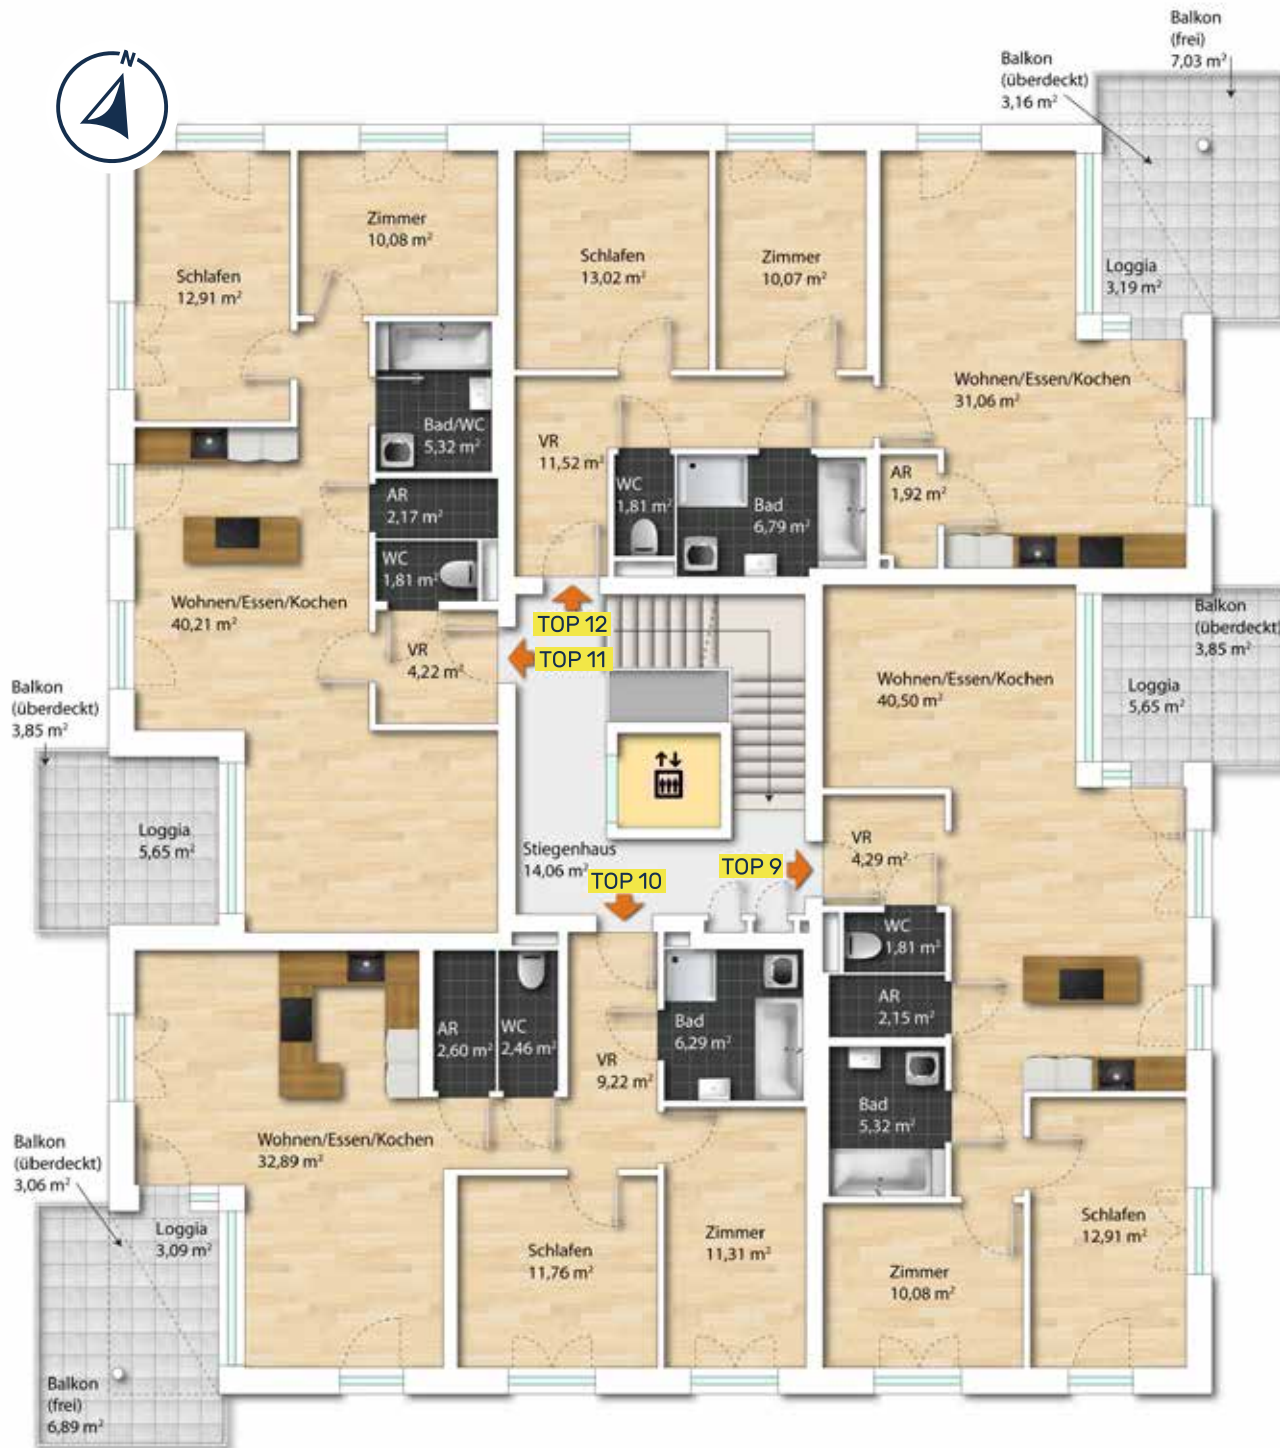 N
Balkon
(frei)
7,03 m²
Balkon
(überdeckt)
3,16 m²
Zimmer
10,08 m²
Schlafen
12,91 m²
Schlafen
13,02 m²
Zimmer
10,07 m²
Loggia
3,19 m²
Wohnen/Essen/Kochen
31,06 m²
Bad/WC
5,32 m²
VR
11,52 m²
AR
1,92 m²
WC
1,81 m²
Bad
6,79 m²
AR
2,17 m²
WC
1,81 m²
Wohnen/Essen/Kochen
40,21 m²
VR
4,22 m²
TOP 12
TOP 11
Balkon
(überdeckt)
3,85 m²
Loggia
5,65 m²
Wohnen/Essen/Kochen
40,50 m²
Balkon
(überdeckt)
3,85 m²
Loggia
5,65 m²
Stiegenhaus
14,06 m²
TOP 10
TOP 9
VR
4,29 m²
WC
1,81 m²
AR
2,15 m²
Bad
5,32 m²
AR
2,60 m²
WC
2,46 m²
VR
9,22 m²
Bad
6,29 m²
Wohnen/Essen/Kochen
32,89 m²
Balkon
(überdeckt)
3,06 m²
Loggia
3,09 m²
Schlafen
11,76 m²
Zimmer
11,31 m²
Zimmer
10,08 m²
Schlafen
12,91 m²
Balkon
(frei)
6,89 m²